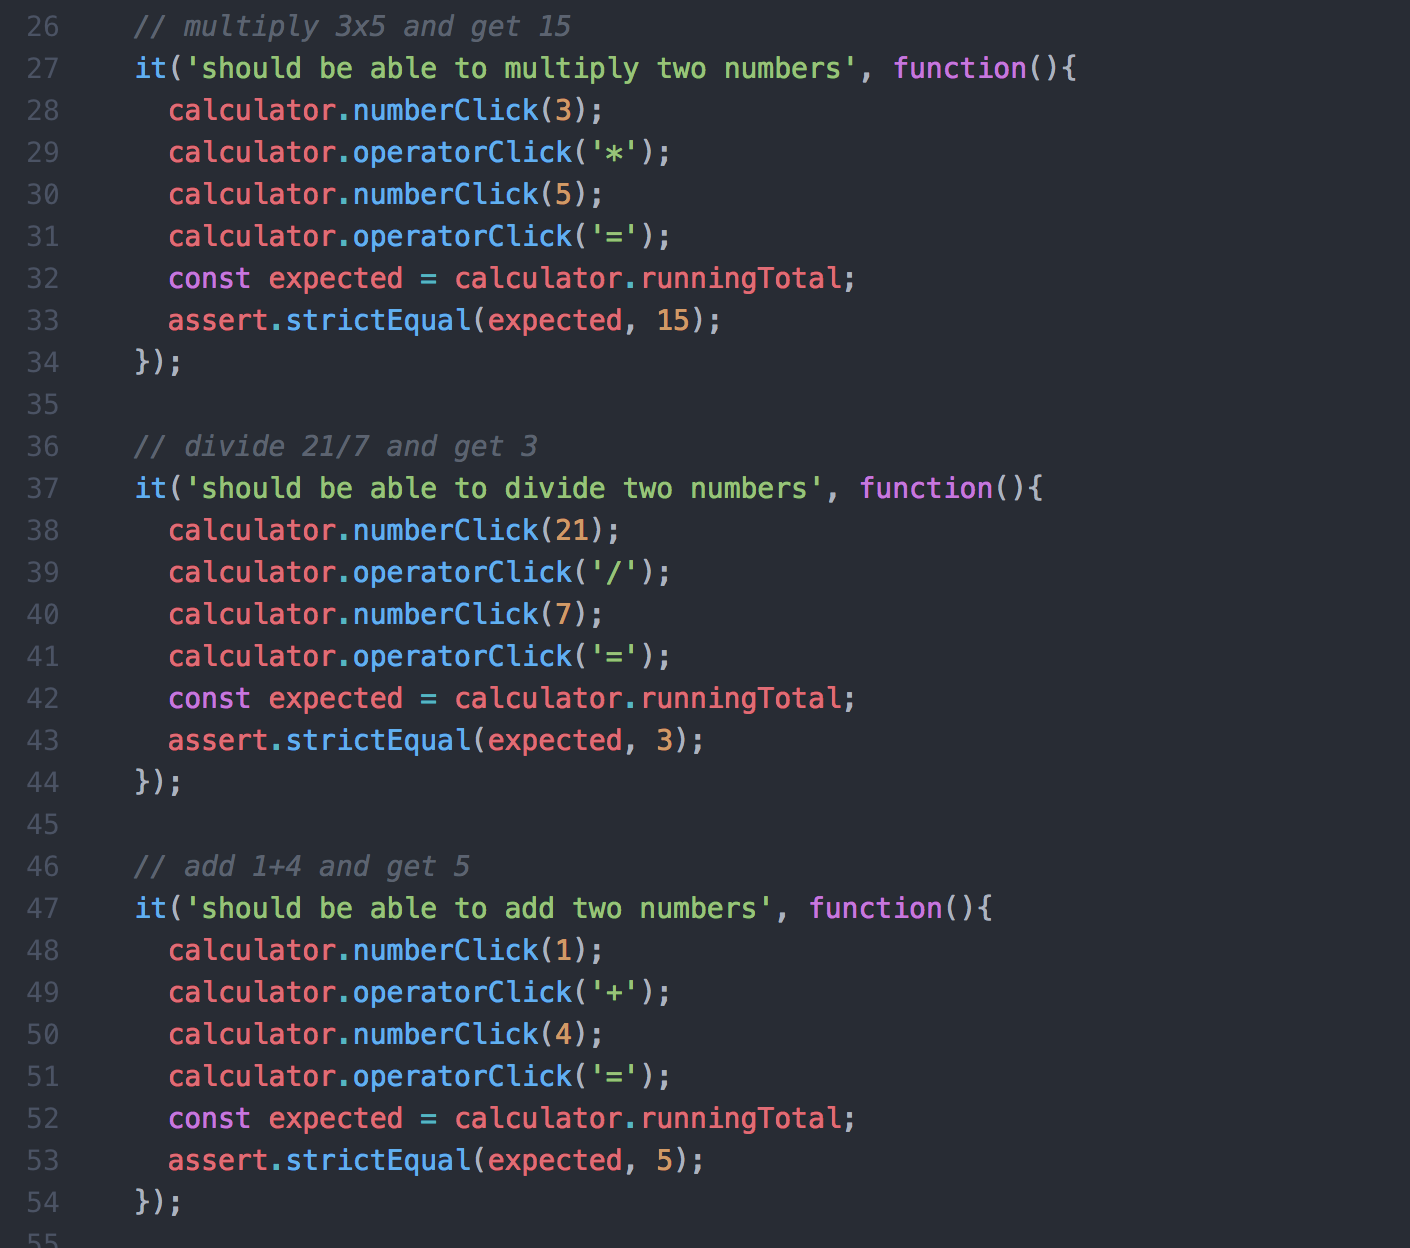 26 // multiply 3x5 and get 15
27 it('should be able to multiply two numbers', function(){
28 calculator.numberClick(3);
29 calculator.operatorClick('*');
30 calculator.numberClick(5);
31 calculator.operatorClick('=');
32 const expected = calculator.runningTotal;
33 assert.strictEqual(expected, 15);
34 });
35
36 // divide 21/7 and get 3
37 it('should be able to divide two numbers', function(){
38 calculator.numberClick(21);
39 calculator.operatorClick('/');
40 calculator.numberClick(7);
41 calculator.operatorClick('=');
42 const expected = calculator.runningTotal;
43 assert.strictEqual(expected, 3);
44 });
45
46 // add 1+4 and get 5
47 it('should be able to add two numbers', function(){
48 calculator.numberClick(1);
49 calculator.operatorClick('+');
50 calculator.numberClick(4);
51 calculator.operatorClick('=');
52 const expected = calculator.runningTotal;
53 assert.strictEqual(expected, 5);
54 });
55